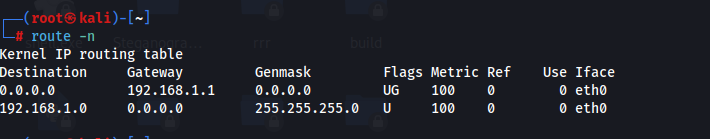 (root㉿kali)-[~]
# route -n
Kernel IP routing table
Destination Gateway Genmask Flags Metric Ref Use Iface
0.0.0.0 192.168.1.1 0.0.0.0 UG 100 0 0 eth0
192.168.1.0 0.0.0.0 255.255.255.0 U 100 0 0 eth0
rrr
build